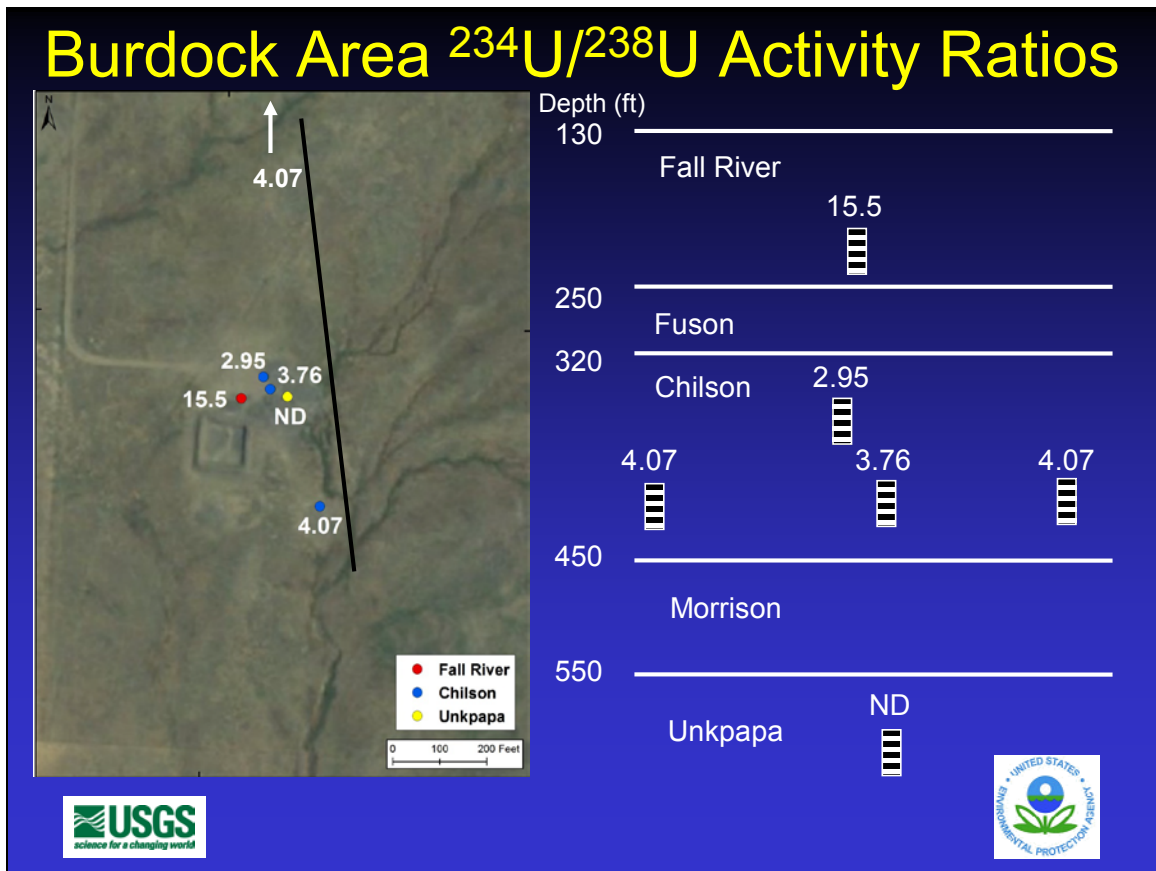 Burdock Area ²³⁴U/²³⁸U Activity Ratios
N
4.07
2.95
3.76
15.5
ND
4.07
Fall River
Chilson
Unkpapa
0 100 200 Feet
Depth (ft)
130
Fall River
15.5
250
Fuson
320
Chilson
2.95
4.07 3.76 4.07
450
Morrison
550
ND
Unkpapa
USGS
science for a changing world
UNITED STATES
ENVIRONMENTAL PROTECTION AGENCY